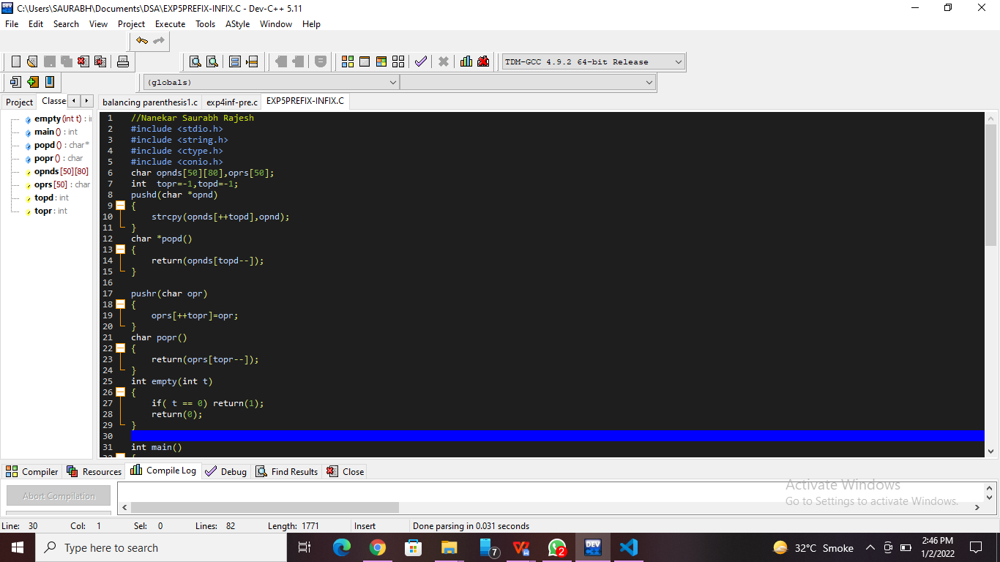 C:\Users\SAURABH\Documents\DSA\EXP5PREFIX-INFIX.C - Dev-C++ 5.11
File Edit Search View Project Execute Tools AStyle Window Help
TDM-GCC 4.9.2 64-bit Release
(globals)
Project Classe balancing parenthesis1.c exp4inf-pre.c EXP5PREFIX-INFIX.C
empty (int t) : i
main () : int
popd () : char*
popr () : char
opnds [50][80]
oprs [50] : char
topd : int
topr : int
1 //Nanekar Saurabh Rajesh
2 #include <stdio.h>
3 #include <string.h>
4 #include <ctype.h>
5 #include <conio.h>
6 char opnds[50][80],oprs[50];
7 int  topr=-1,topd=-1;
8 pushd(char *opnd)
9 {
10     strcpy(opnds[++topd],opnd);
11 }
12 char *popd()
13 {
14     return(opnds[topd--]);
15 }
16
17 pushr(char opr)
18 {
19     oprs[++topr]=opr;
20 }
21 char popr()
22 {
23     return(oprs[topr--]);
24 }
25 int empty(int t)
26 {
27     if( t == 0) return(1);
28     return(0);
29 }
30
31 int main()
32 {
Compiler Resources Compile Log Debug Find Results Close
Abort Compilation
Activate Windows
Go to Settings to activate Windows.
Line: 30 Col: 1 Sel: 0 Lines: 82 Length: 1771 Insert Done parsing in 0.031 seconds
Type here to search
7
2
DEV
32°C Smoke
2:46 PM
1/2/2022